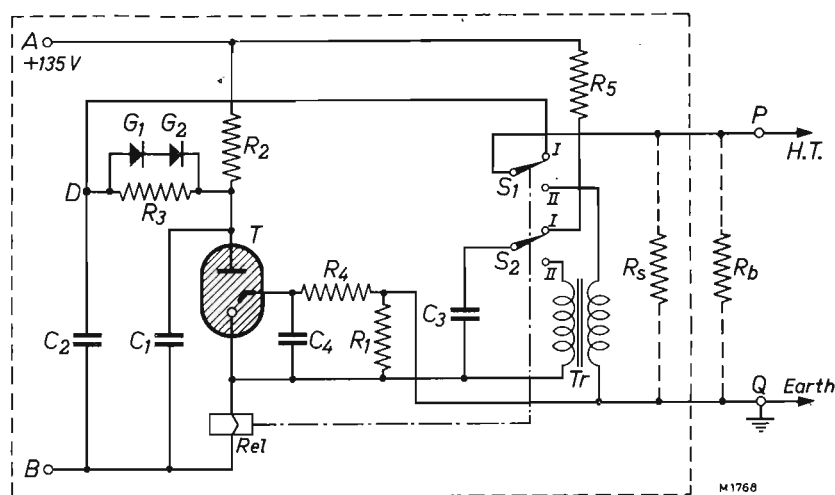 A
+135 V
R5
G1 G2
R2
P
H.T.
D
R3
S1
I
II
T
I
S2
II
R4
Rs
Rb
C2
C1
C4
R1
C3
Tr
Q
Earth
Rel
B
M1768